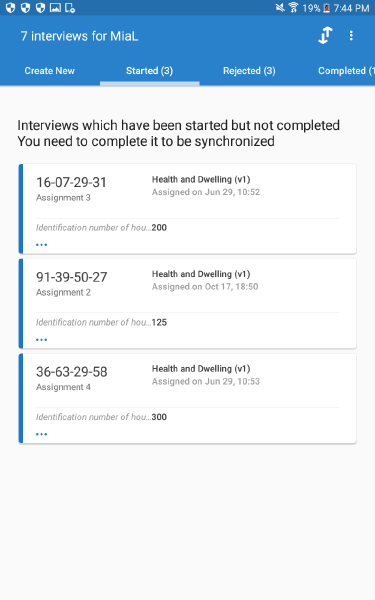 19% 7:44 PM
7 interviews for MiaL
Create New Started (3) Rejected (3) Completed (1
Interviews which have been started but not completed
You need to complete it to be synchronized
16-07-29-31 Health and Dwelling (v1)
Assignment 3 Assigned on Jun 29, 10:52
Identification number of hou...200
91-39-50-27 Health and Dwelling (v1)
Assignment 2 Assigned on Oct 17, 18:50
Identification number of hou...125
36-63-29-58 Health and Dwelling (v1)
Assignment 4 Assigned on Jun 29, 10:53
Identification number of hou...300